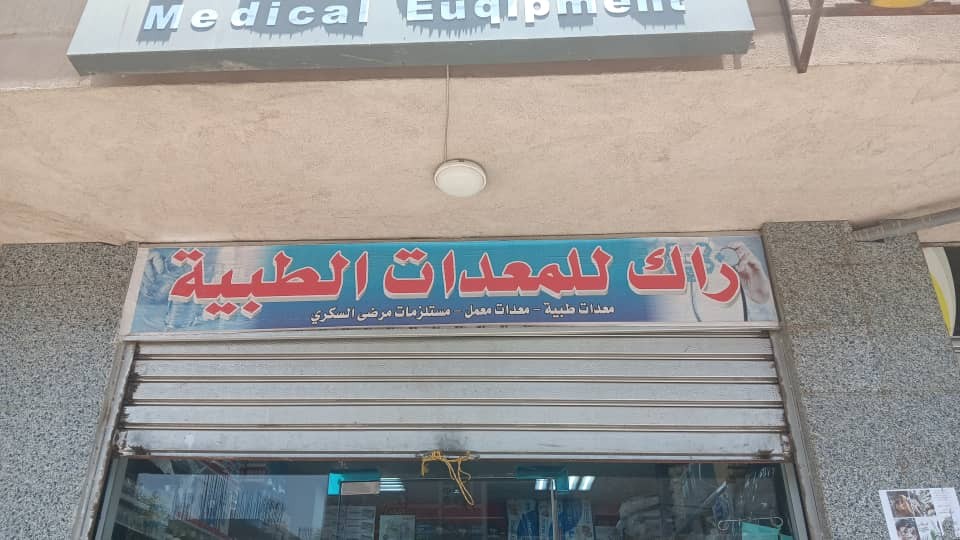 Medical Euqipment
راك للمعدات الطبية
معدات طبية - معدات معمل - مستلزمات مرضى السكري